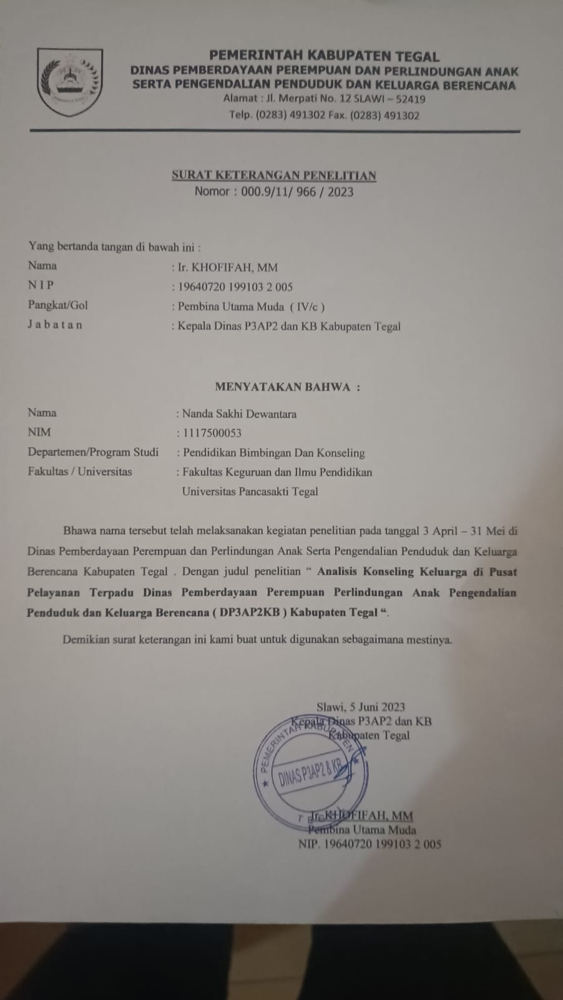 PEMERINTAH KABUPATEN TEGAL
DINAS PEMBERDAYAAN PEREMPUAN DAN PERLINDUNGAN ANAK
SERTA PENGENDALIAN PENDUDUK DAN KELUARGA BERENCANA
Alamat : Jl. Merpati No. 12 SLAWI – 52419
Telp. (0283) 491302 Fax. (0283) 491302
SURAT KETERANGAN PENELITIAN
Nomor : 000.9/11/ 966 / 2023
Yang bertanda tangan di bawah ini :
Nama : Ir. KHOFIFAH, MM
N I P : 19640720 199103 2 005
Pangkat/Gol : Pembina Utama Muda ( IV/c )
J a b a t a n : Kepala Dinas P3AP2 dan KB Kabupaten Tegal
MENYATAKAN BAHWA :
Nama : Nanda Sakhi Dewantara
NIM : 1117500053
Departemen/Program Studi : Pendidikan Bimbingan Dan Konseling
Fakultas / Universitas : Fakultas Keguruan dan Ilmu Pendidikan
Universitas Pancasakti Tegal
Bhawa nama tersebut telah melaksanakan kegiatan penelitian pada tanggal 3 April – 31 Mei di
Dinas Pemberdayaan Perempuan dan Perlindungan Anak Serta Pengendalian Penduduk dan Keluarga
Berencana Kabupaten Tegal . Dengan judul penelitian “ Analisis Konseling Keluarga di Pusat
Pelayanan Terpadu Dinas Pemberdayaan Perempuan Perlindungan Anak Pengendalian
Penduduk dan Keluarga Berencana ( DP3AP2KB ) Kabupaten Tegal “.
Demikian surat keterangan ini kami buat untuk digunakan sebagaimana mestinya.
Slawi, 5 Juni 2023
Kepala Dinas P3AP2 dan KB
Kabupaten Tegal
PEMERINTAH KABUPATEN
DINAS P3AP2 & KB
Ir. KHOFIFAH, MM
Pembina Utama Muda
NIP. 19640720 199103 2 005